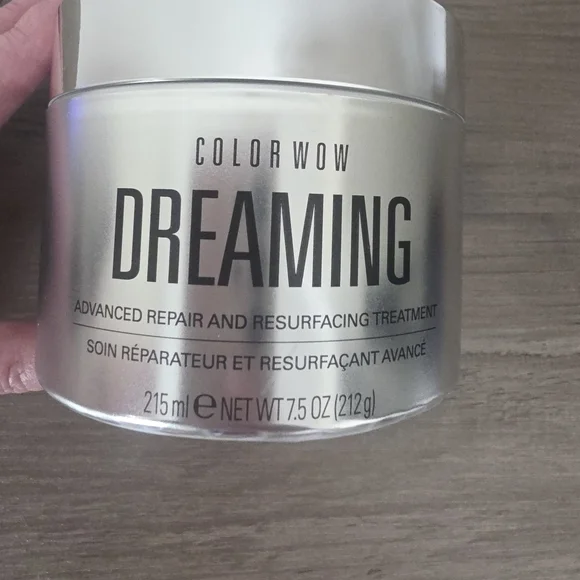 COLOR WOW
DREAMING
ADVANCED REPAIR AND RESURFACING TREATMENT
SOIN RÉPARATEUR ET RESURFAÇANT AVANCÉ
215 ml ℮ NET WT 7.5 OZ (212g)